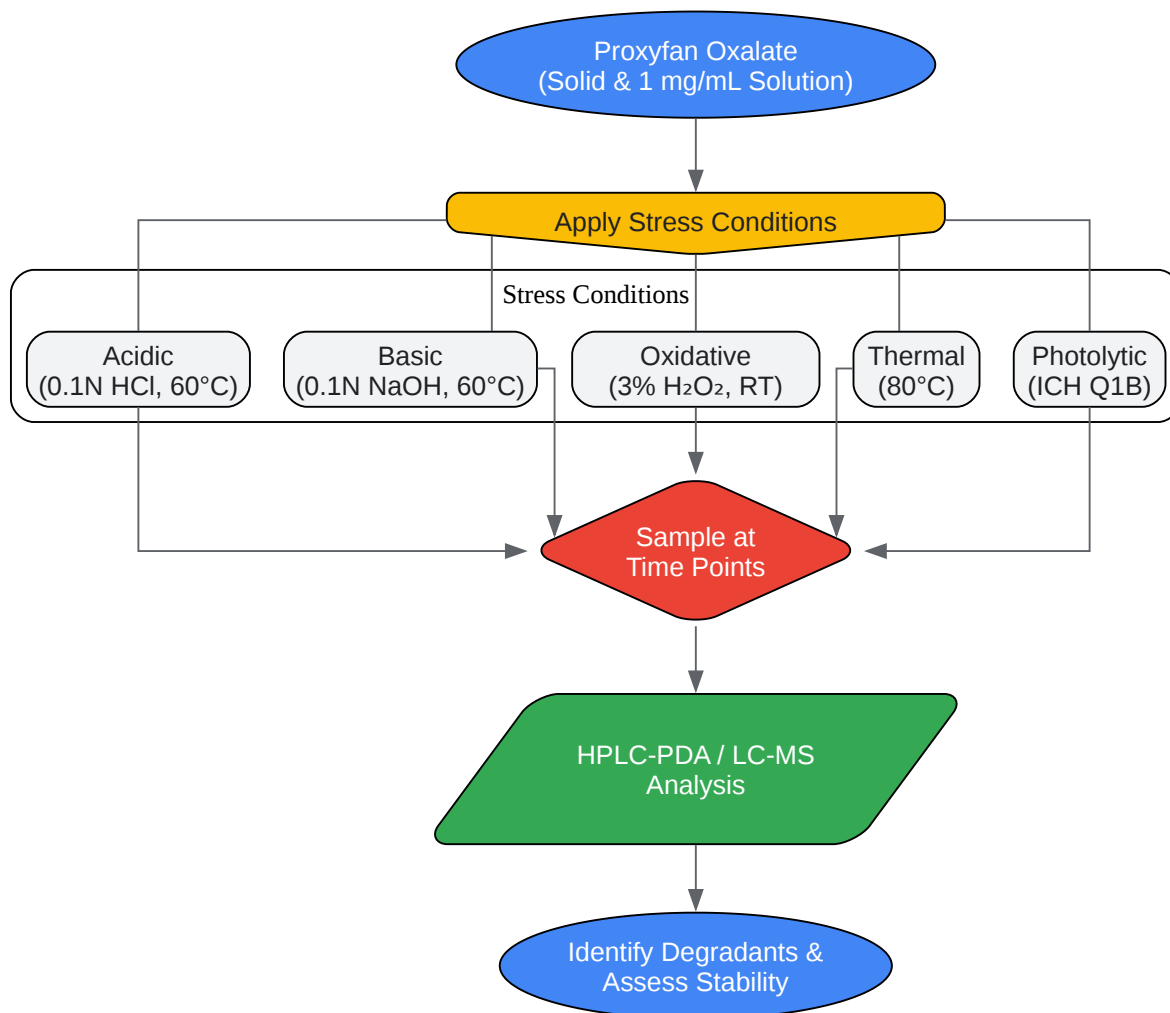 Proxyfan Oxalate
(Solid & 1 mg/mL Solution)
Apply Stress Conditions
Stress Conditions
Acidic
(0.1N HCl, 60°C)
Basic
(0.1N NaOH, 60°C)
Oxidative
(3% H₂O₂, RT)
Thermal
(80°C)
Photolytic
(ICH Q1B)
Sample at
Time Points
HPLC-PDA / LC-MS
Analysis
Identify Degradants &
Assess Stability